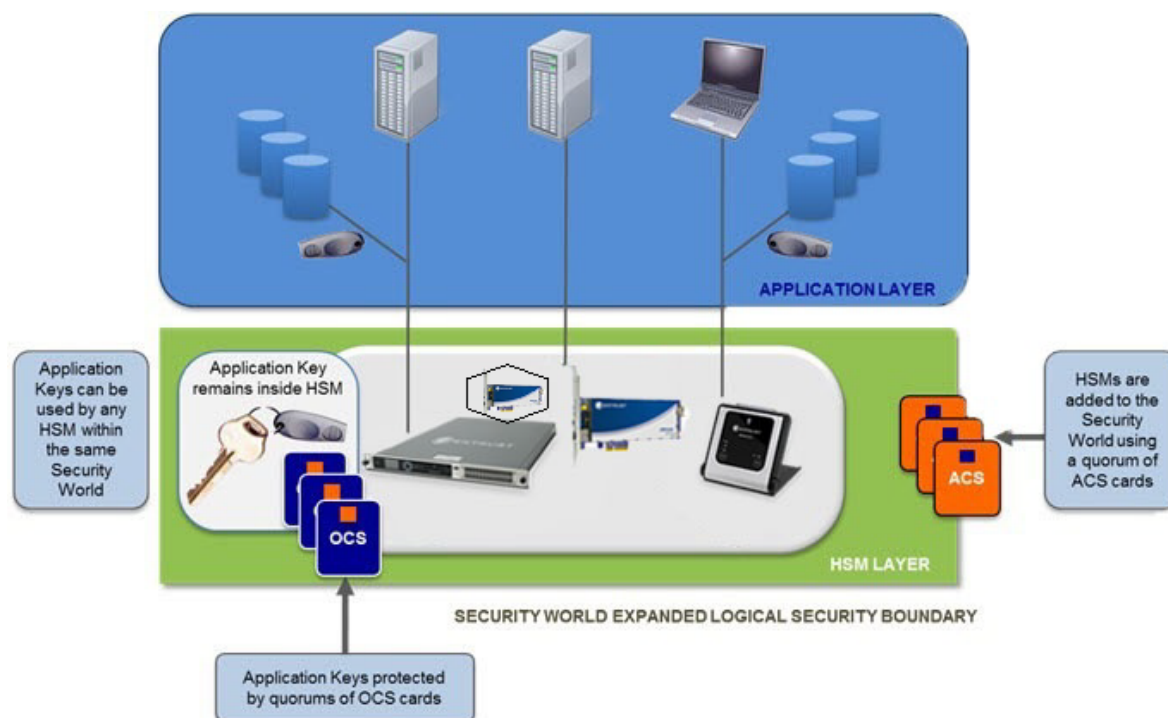 APPLICATION LAYER
Application
Keys can be
used by any
HSM within
the same
Security
World
Application Key
remains inside HSM
OCS
HSMs are
added to the
Security
World using
a quorum of
ACS cards
ACS
HSM LAYER
SECURITY WORLD EXPANDED LOGICAL SECURITY BOUNDARY
Application Keys protected
by quorums of OCS cards